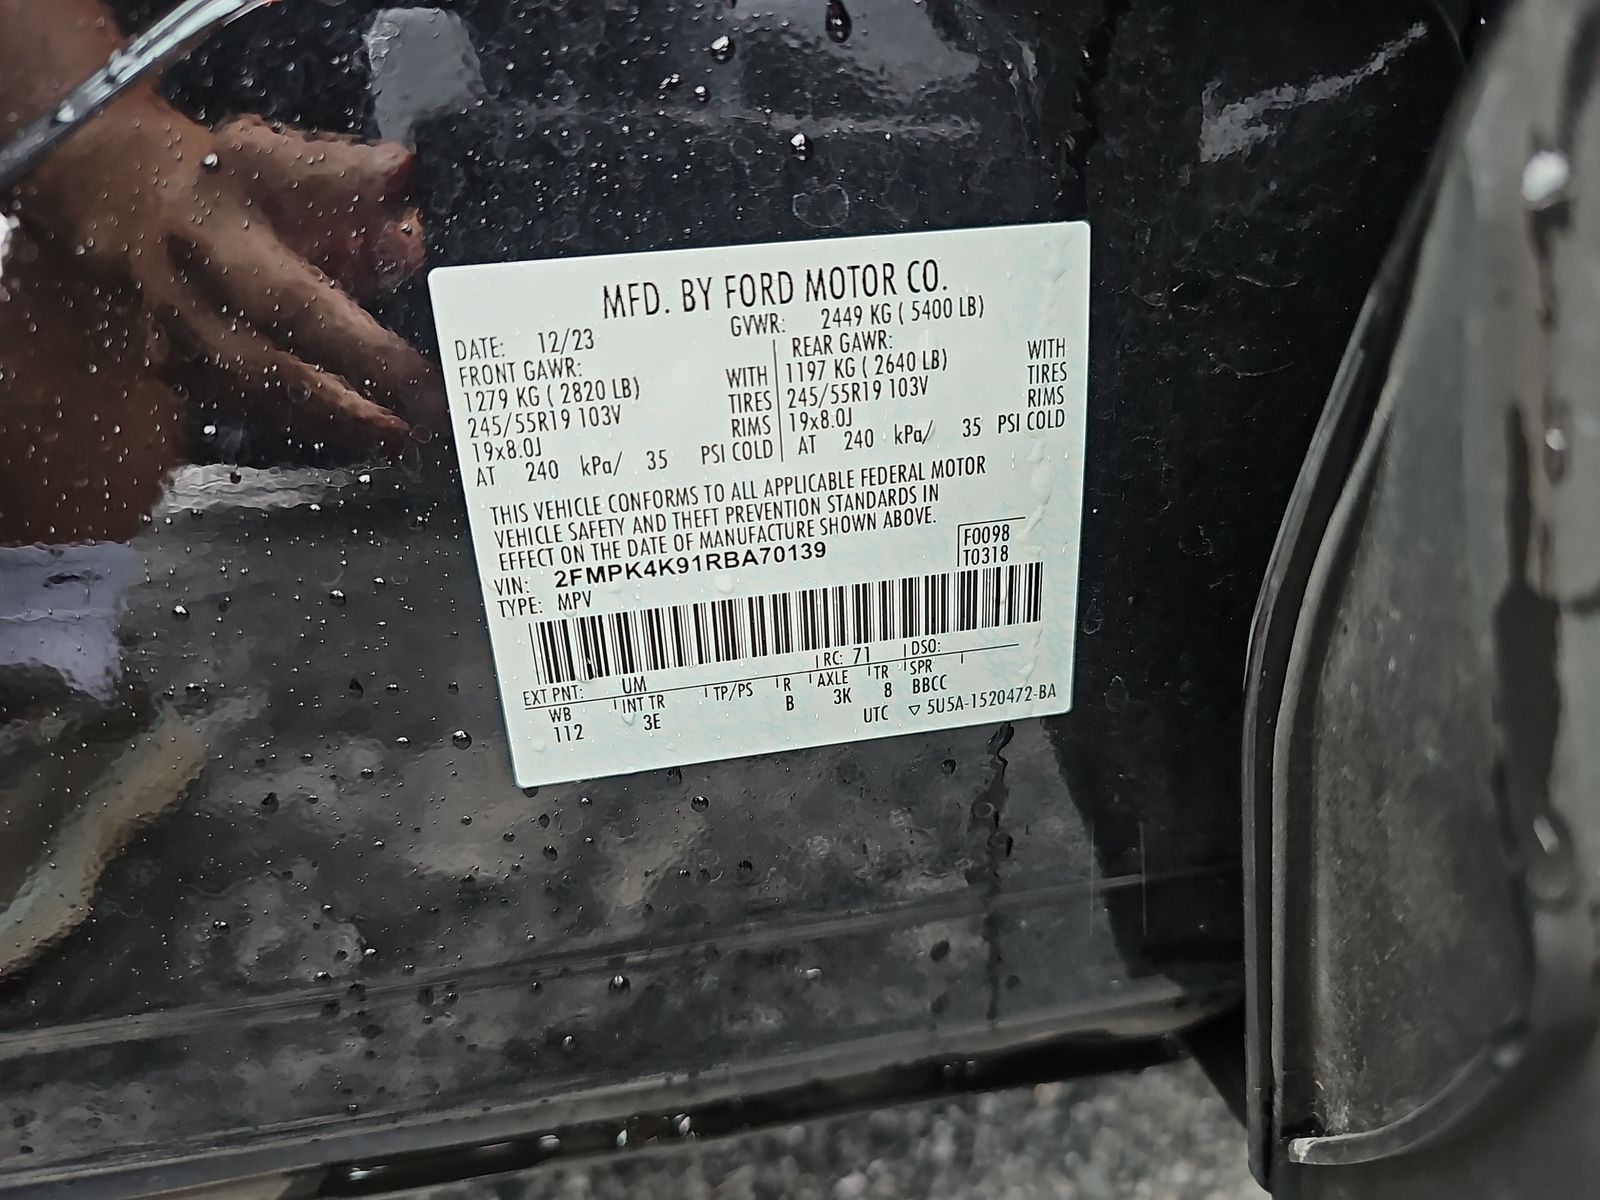 MFD. BY FORD MOTOR CO.
DATE: 12/23 GVWR: 2449 KG ( 5400 LB)
FRONT GAWR: REAR GAWR:
1279 KG ( 2820 LB) WITH 1197 KG ( 2640 LB) WITH
245/55R19 103V TIRES 245/55R19 103V TIRES
19x8.0J RIMS 19x8.0J RIMS
AT 240 kPa/ 35 PSI COLD AT 240 kPa/ 35 PSI COLD
THIS VEHICLE CONFORMS TO ALL APPLICABLE FEDERAL MOTOR
VEHICLE SAFETY AND THEFT PREVENTION STANDARDS IN
EFFECT ON THE DATE OF MANUFACTURE SHOWN ABOVE.
VIN: 2FMPK4K91RBA70139 F0098
TYPE: MPV T0318
EXT PNT: UM RC: 71 DSO:
WB INT TR TP/PS R AXLE TR SPR
112 3E B 3K 8 BBCC
UTC ▽ 5U5A-1520472-BA